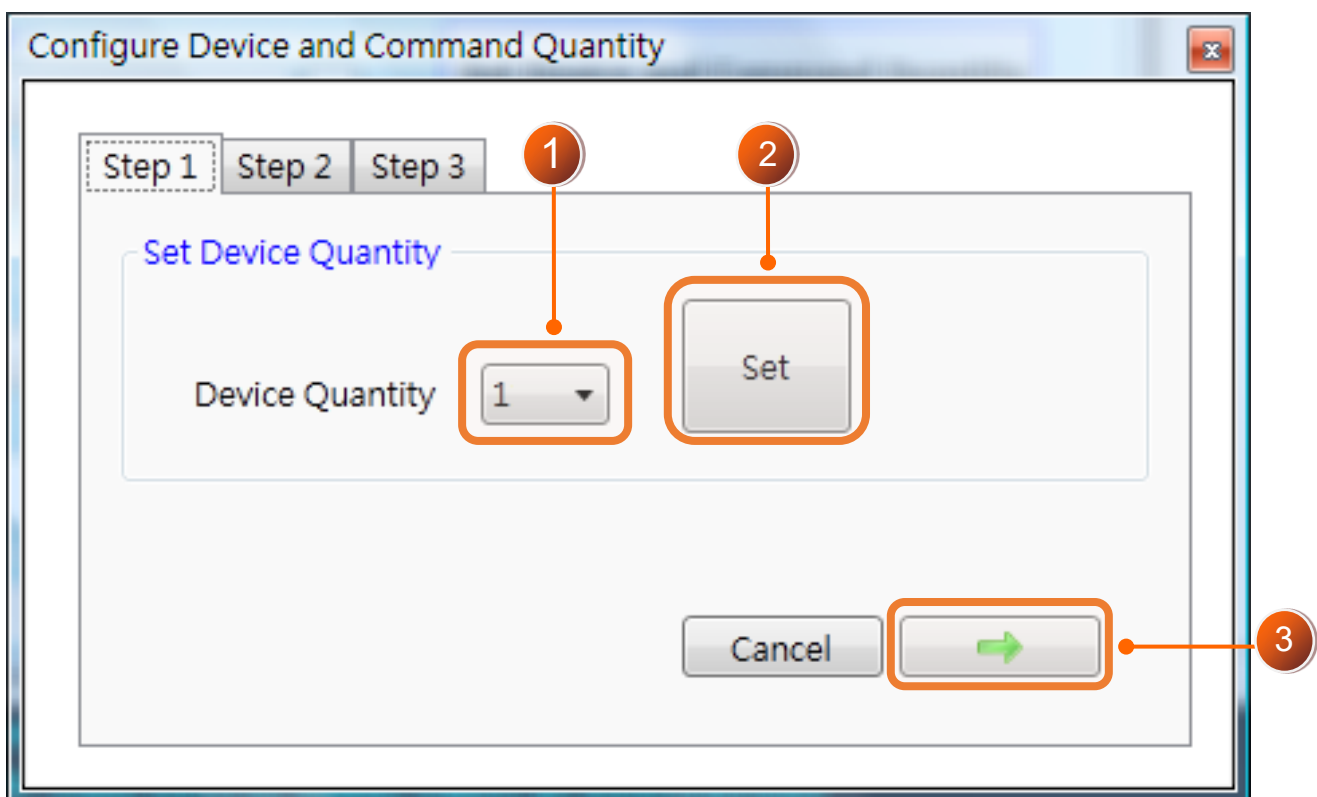 Configure Device and Command Quantity
Step 1 Step 2 Step 3
1
2
Set Device Quantity
Device Quantity 1 Set
Cancel
3